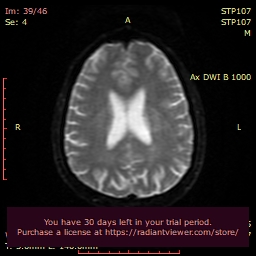 Im: 39/46
Se: 4
A
STP107
STP107
M
Ax DWI B 1000
R
L
You have 30 days left in your trial period.
Purchase a license at https://radiantviewer.com/store/